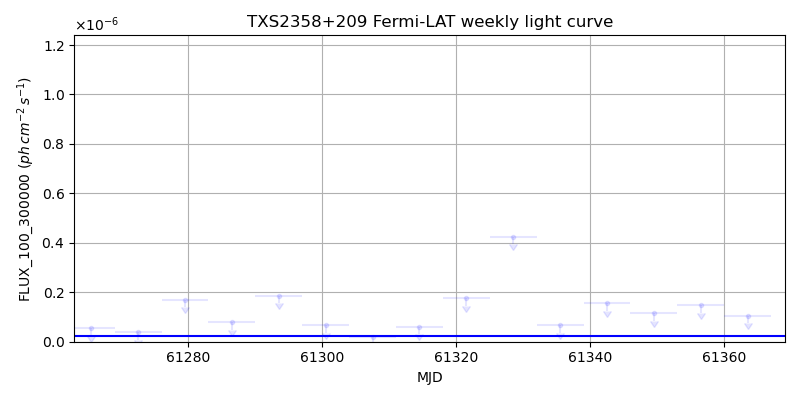 TXS2358+209 Fermi-LAT weekly light curve
×10⁻⁶
1.2
1.0
0.8
0.6
0.4
0.2
0.0
FLUX_100_300000 (ph cm⁻² s⁻¹)
61280 61300 61320 61340 61360
MJD